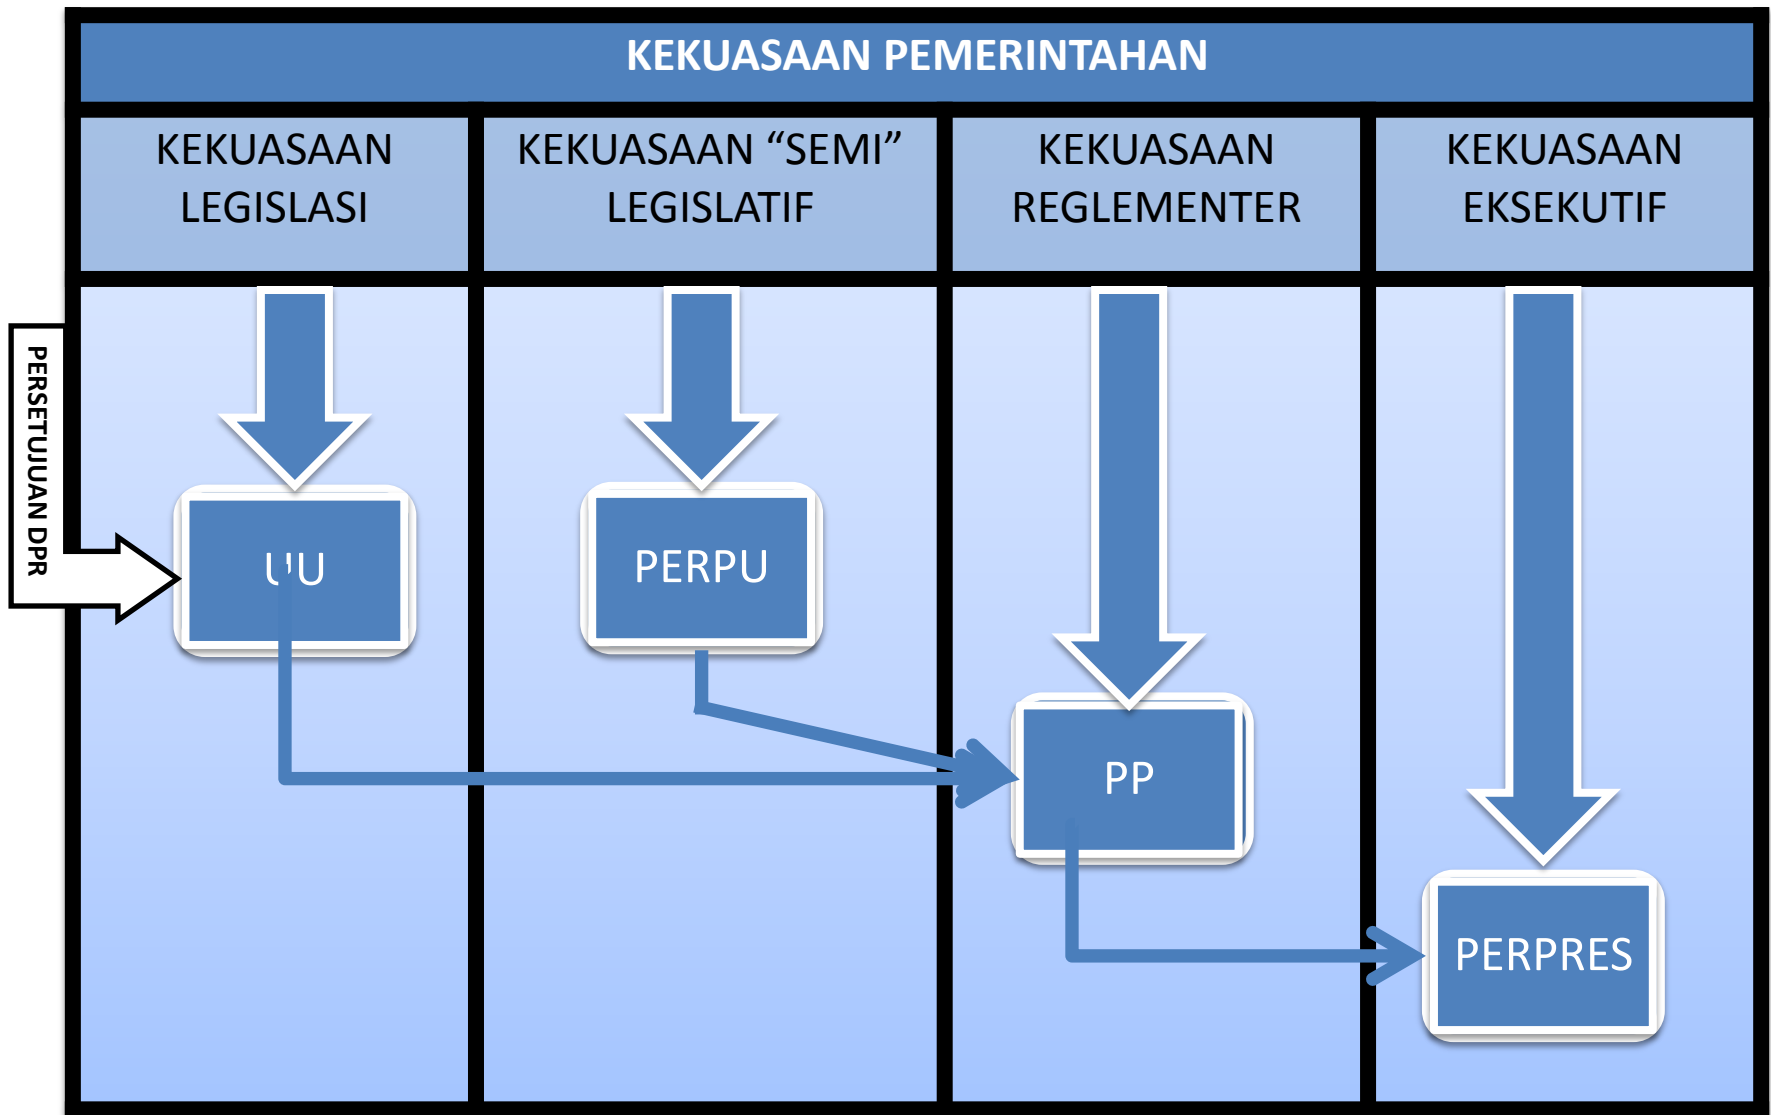 KEKUASAAN PEMERINTAHAN
KEKUASAAN
LEGISLASI
KEKUASAAN “SEMI”
LEGISLATIF
KEKUASAAN
REGLEMENTER
KEKUASAAN
EKSEKUTIF
PERSETUJUAN DPR
UU
PERPU
PP
PERPRES